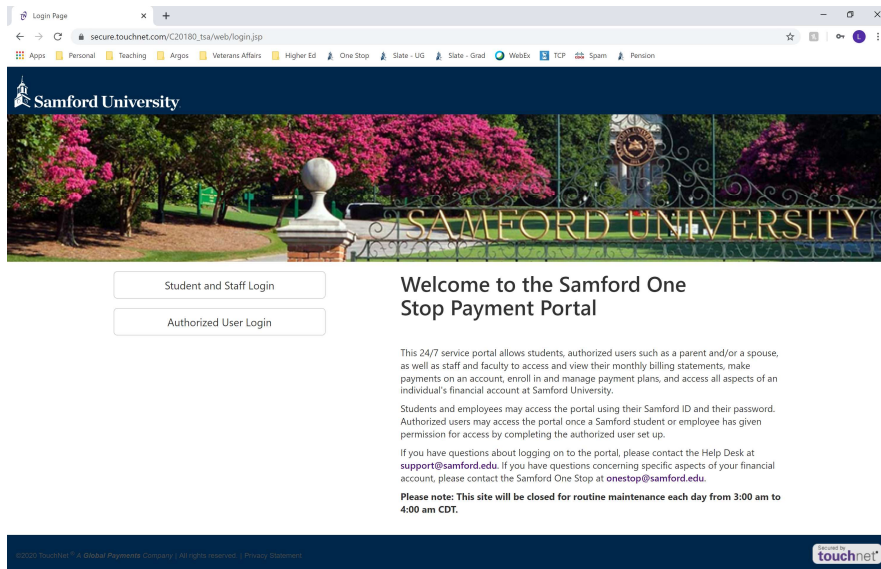 Login Page
secure.touchnet.com/C20180_tsa/web/login.jsp
Apps Personal Teaching Argos Veterans Affairs Higher Ed One Stop Slate - UG Slate - Grad WebEx TCP Spam Pension
Samford University
SAMFORD UNIVERSITY
Student and Staff Login
Authorized User Login
Welcome to the Samford One
Stop Payment Portal
This 24/7 service portal allows students, authorized users such as a parent and/or a spouse,
as well as staff and faculty to access and view their monthly billing statements, make
payments on an account, enroll in and manage payment plans, and access all aspects of an
individual's financial account at Samford University.
Students and employees may access the portal using their Samford ID and their password.
Authorized users may access the portal once a Samford student or employee has given
permission for access by completing the authorized user set up.
If you have questions about logging on to the portal, please contact the Help Desk at
support@samford.edu. If you have questions concerning specific aspects of your financial
account, please contact the Samford One Stop at onestop@samford.edu.
Please note: This site will be closed for routine maintenance each day from 3:00 am to
4:00 am CDT.
©2020 TouchNet® A Global Payments Company | All rights reserved. | Privacy Statement
Secured by
touchnet